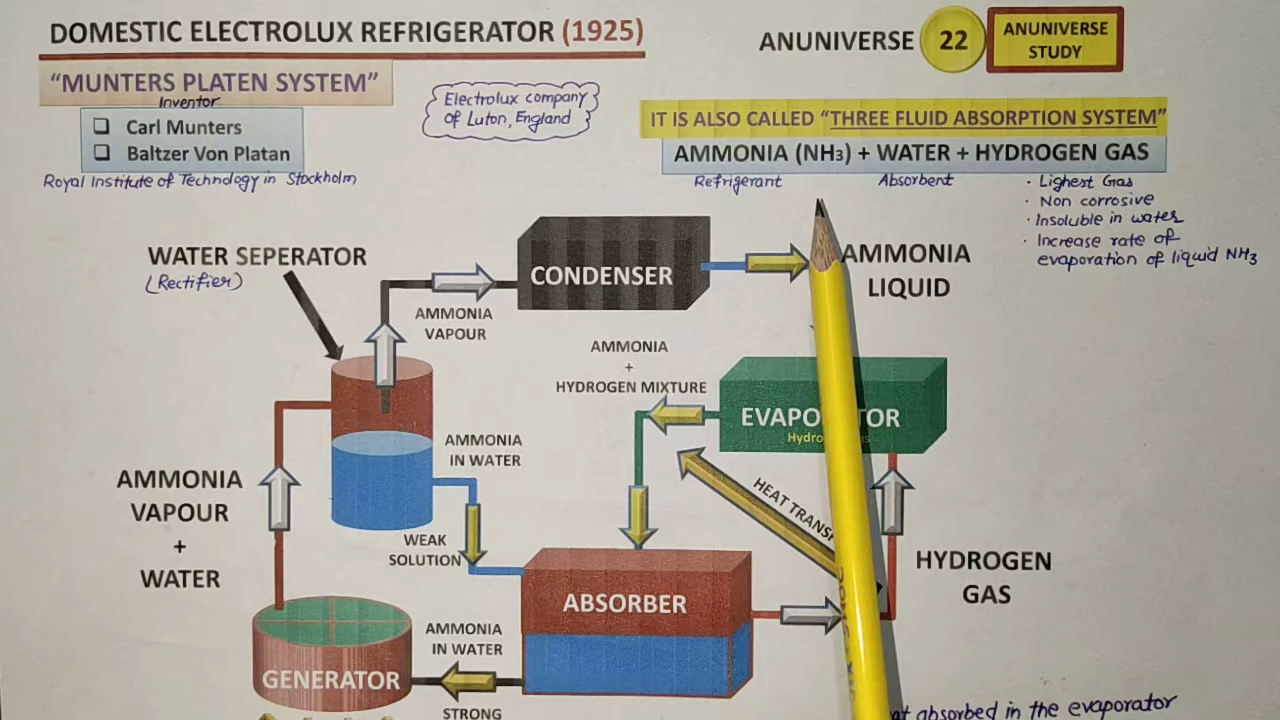 DOMESTIC ELECTROLUX REFRIGERATOR (1925)
ANUNIVERSE 22
ANUNIVERSE
STUDY
"MUNTERS PLATEN SYSTEM"
Inventor
Carl Munters
Baltzer Von Platan
Royal Institute of Technology in Stockholm
Electrolux company
of Luton, England
IT IS ALSO CALLED "THREE FLUID ABSORPTION SYSTEM"
AMMONIA (NH3) + WATER + HYDROGEN GAS
Refrigerant
Absorbent
· Lighest Gas
· Non corrosive
· Insoluble in water
· Increase rate of
evaporation of liquid NH3
WATER SEPERATOR
(Rectifier)
CONDENSER
AMMONIA
LIQUID
AMMONIA
VAPOUR
AMMONIA
+
HYDROGEN MIXTURE
AMMONIA
IN WATER
HEAT
AMMONIA
VAPOUR
+
WATER
WEAK
SOLUTION
HYDROGEN
GAS
ABSORBER
AMMONIA
IN WATER
GENERATOR
STRONG
absorbed in the evaporator